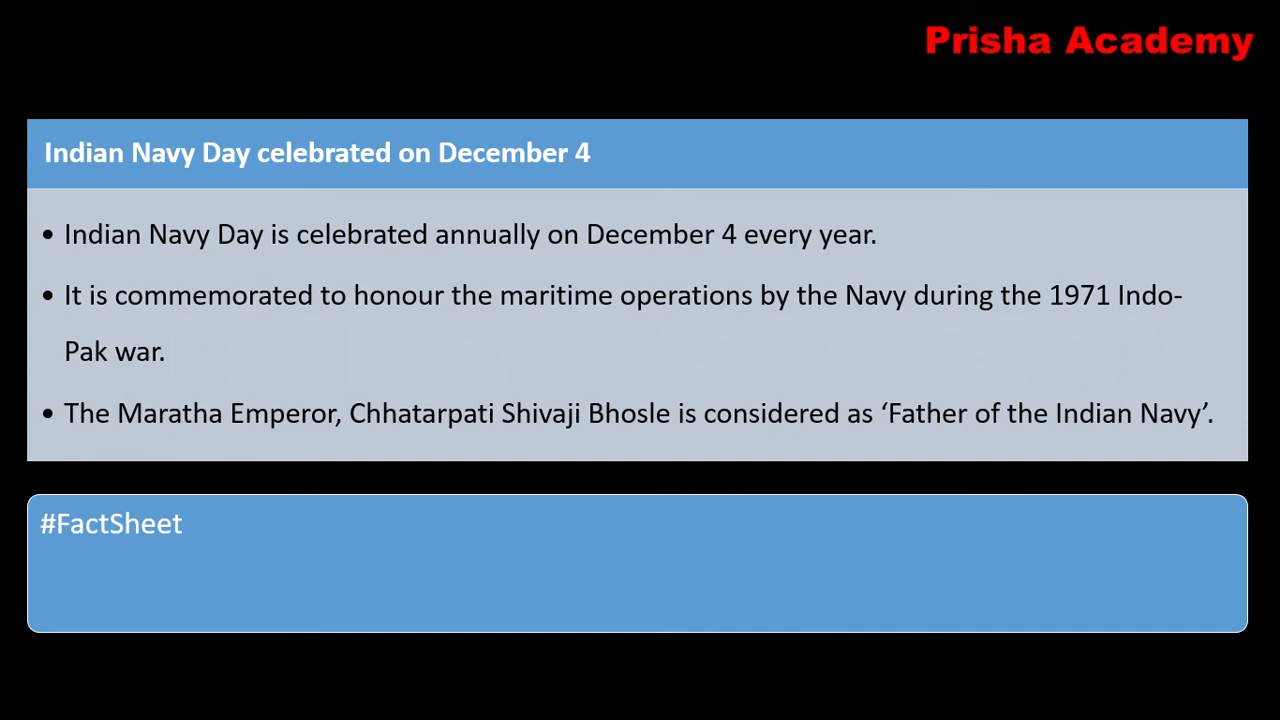 Prisha Academy
Indian Navy Day celebrated on December 4
• Indian Navy Day is celebrated annually on December 4 every year.
• It is commemorated to honour the maritime operations by the Navy during the 1971 Indo-
Pak war.
• The Maratha Emperor, Chhatarpati Shivaji Bhosle is considered as ‘Father of the Indian Navy’.
#FactSheet